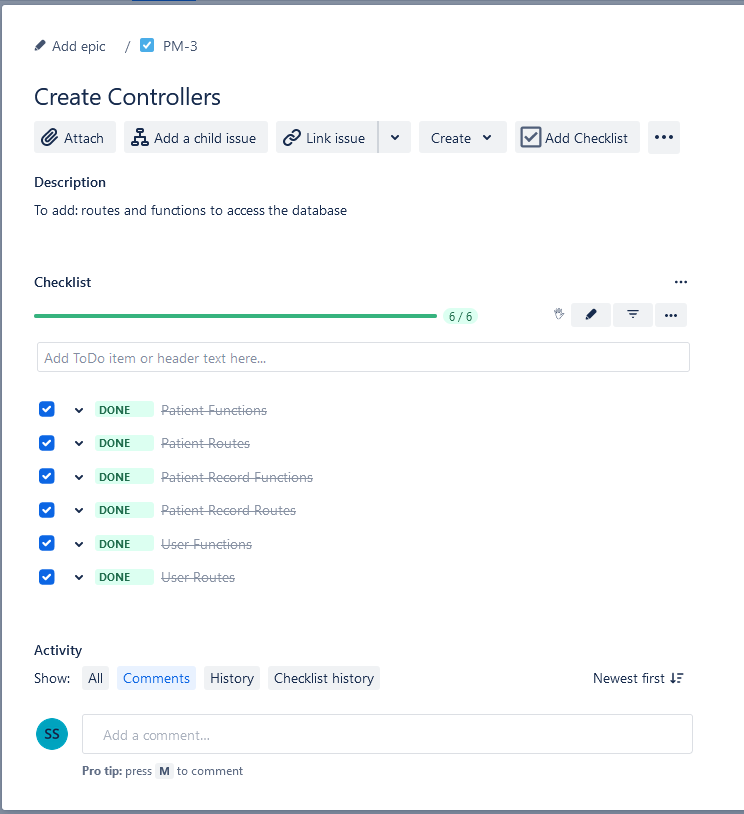 Add epic / PM-3
Create Controllers
Attach Add a child issue Link issue Create Add Checklist
Description
To add: routes and functions to access the database
Checklist
6 / 6
Add ToDo item or header text here...
DONE Patient Functions
DONE Patient Routes
DONE Patient Record Functions
DONE Patient Record Routes
DONE User Functions
DONE User Routes
Activity
Show: All Comments History Checklist history Newest first
SS Add a comment...
Pro tip: press M to comment